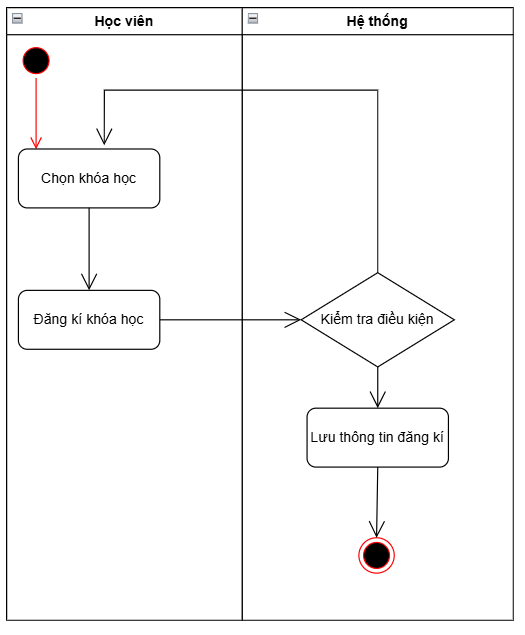 Học viên
Hệ thống
Chọn khóa học
Đăng kí khóa học
Kiểm tra điều kiện
Lưu thông tin đăng kí